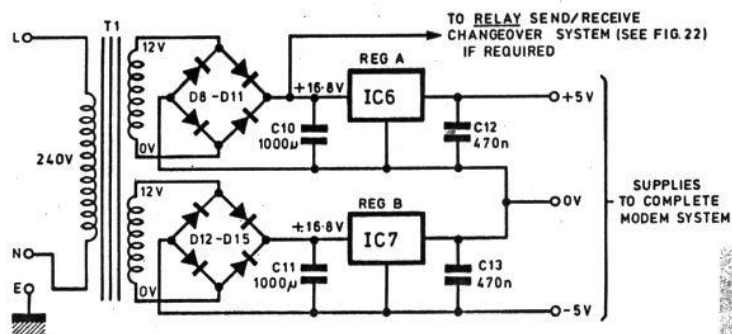 T1
TO RELAY SEND/RECEIVE
CHANGEOVER SYSTEM (SEE FIG.22)
IF REQUIRED
L
12V
REG A
D8 -D11
+16·8V
IC6
+5V
C10
1000µ
C12
470n
0V
240V
12V
REG B
0V
SUPPLIES
TO COMPLETE
MODEM SYSTEM
D12 -D15
+16·8V
IC7
N
C11
1000µ
C13
470n
E
0V
-5V